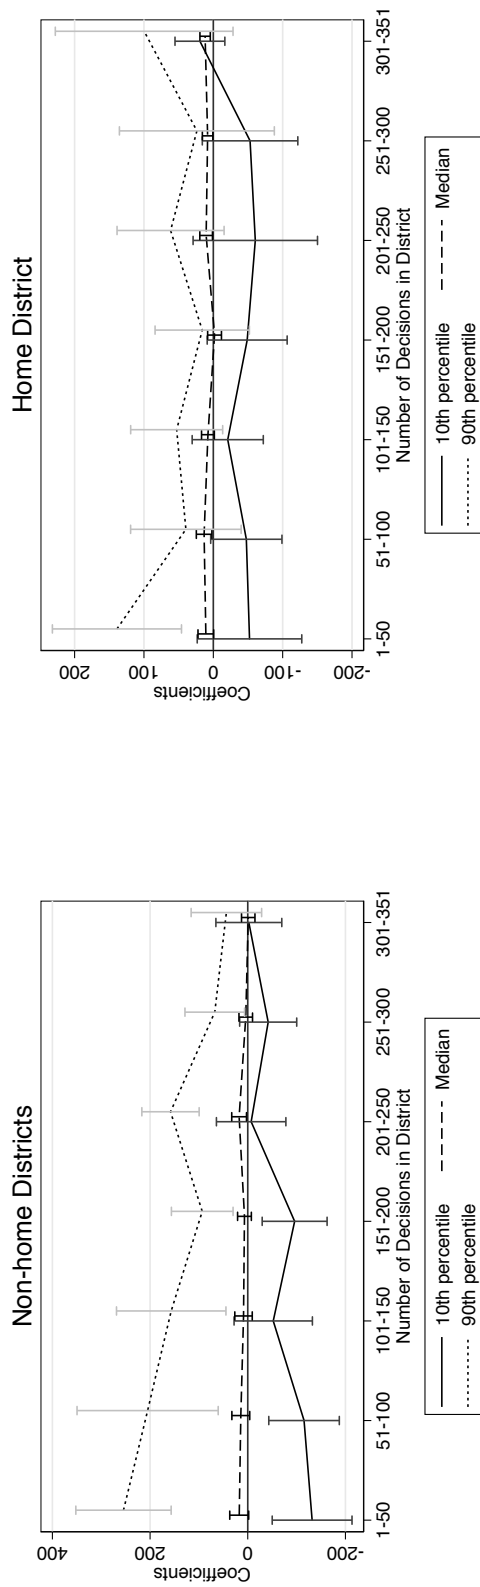 Non-home Districts
Coefficients
400
200
0
-200
1-50 51-100 101-150 151-200 201-250 251-300 301-351
Number of Decisions in District
10th percentile Median
90th percentile
Home District
Coefficients
200
100
0
-100
-200
1-50 51-100 101-150 151-200 201-250 251-300 301-351
Number of Decisions in District
10th percentile Median
90th percentile